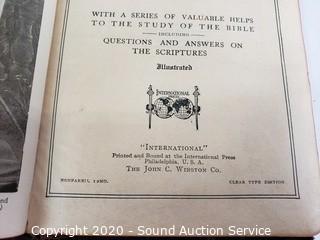 WITH A SERIES OF VALUABLE HELPS
TO THE STUDY OF THE BIBLE
INCLUDING
QUESTIONS AND ANSWERS ON
THE SCRIPTURES
Illustrated
INTERNATIONAL
"INTERNATIONAL"
Printed and Bound at the International Press
Philadelphia, U. S. A.
THE JOHN C. WINSTON CO.
NONPAREIL 12MO.
CLEAR TYPE EDITION
Copyright © 2020 - Sound Auction Service